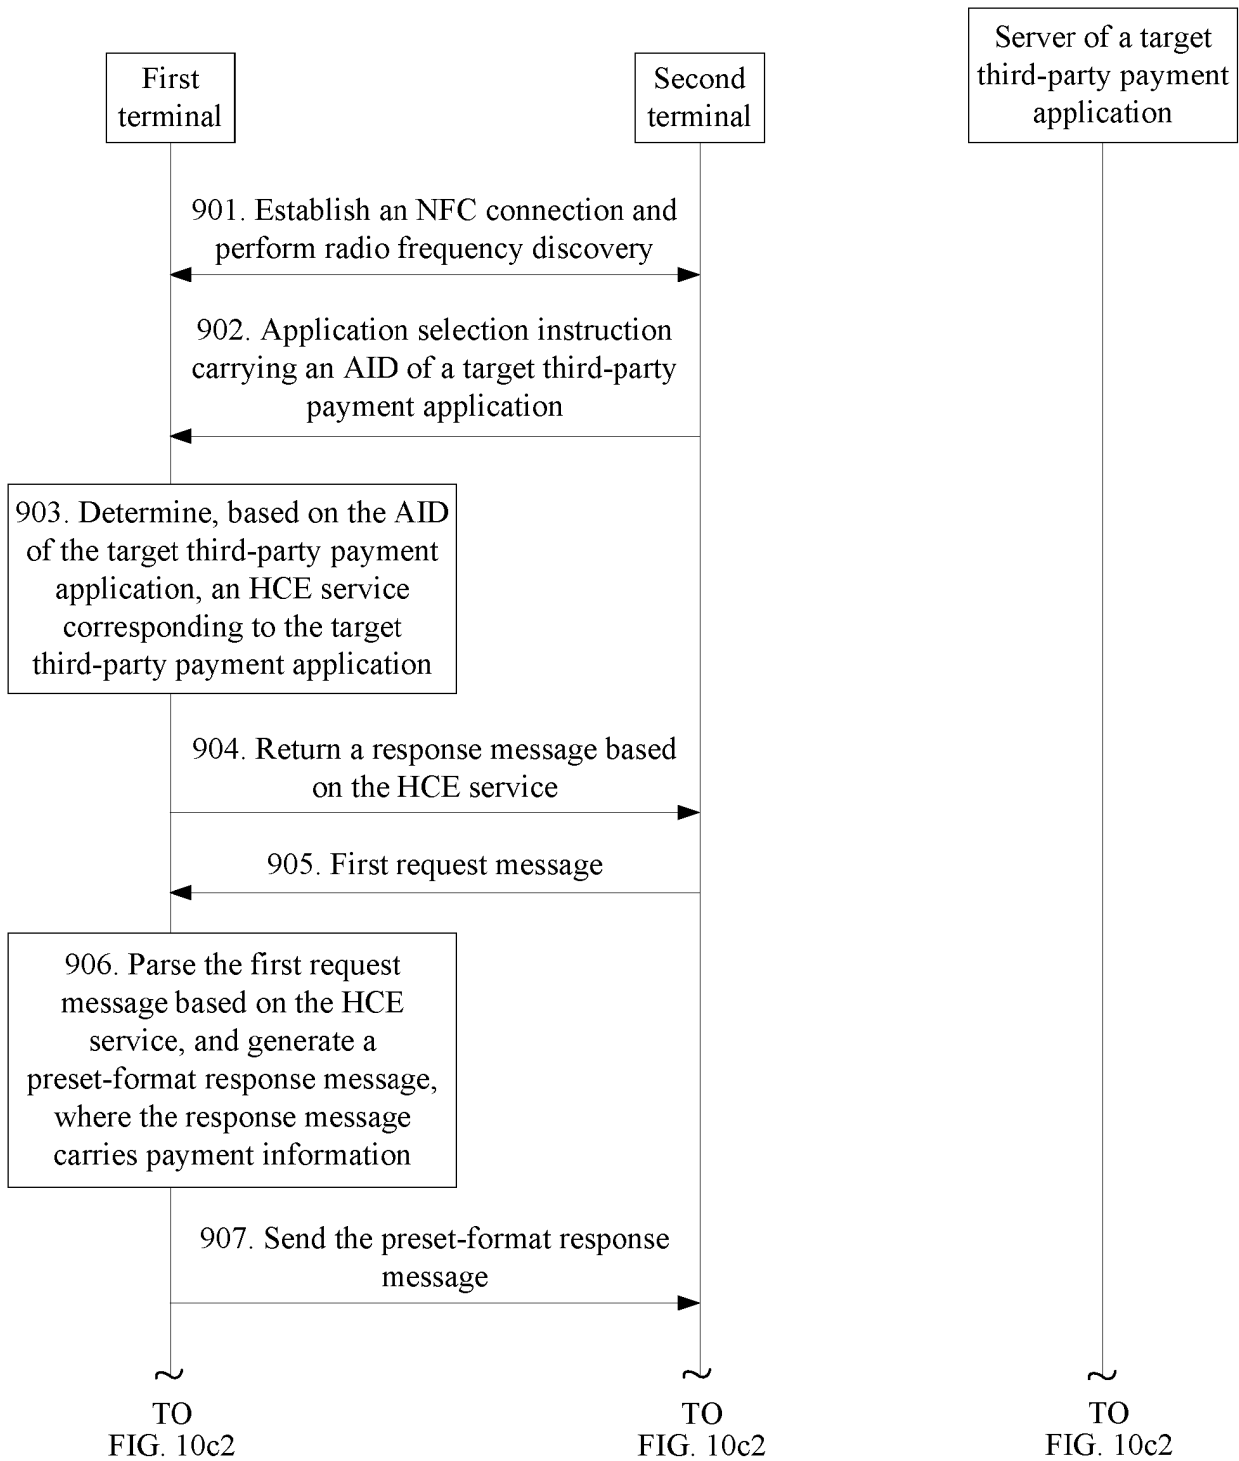 First
terminal
Second
terminal
Server of a target
third-party payment
application
901. Establish an NFC connection and
perform radio frequency discovery
902. Application selection instruction
carrying an AID of a target third-party
payment application
903. Determine, based on the AID
of the target third-party payment
application, an HCE service
corresponding to the target
third-party payment application
904. Return a response message based
on the HCE service
905. First request message
906. Parse the first request
message based on the HCE
service, and generate a
preset-format response message,
where the response message
carries payment information
907. Send the preset-format response
message
TO
FIG. 10c2
TO
FIG. 10c2
TO
FIG. 10c2